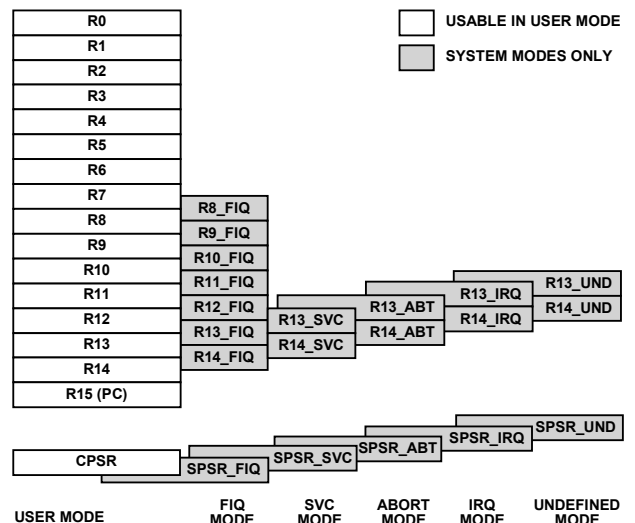 R0
R1
R2
R3
R4
R5
R6
R7
R8
R9
R10
R11
R12
R13
R14
R15 (PC)
R8_FIQ
R9_FIQ
R10_FIQ
R11_FIQ
R12_FIQ
R13_FIQ
R14_FIQ
R13_SVC
R14_SVC
R13_ABT
R14_ABT
R13_IRQ
R14_IRQ
R13_UND
R14_UND
USABLE IN USER MODE
SYSTEM MODES ONLY
CPSR
SPSR_FIQ
SPSR_SVC
SPSR_ABT
SPSR_IRQ
SPSR_UND
USER MODE
FIQ
MODE
SVC
MODE
ABORT
MODE
IRQ
MODE
UNDEFINED
MODE